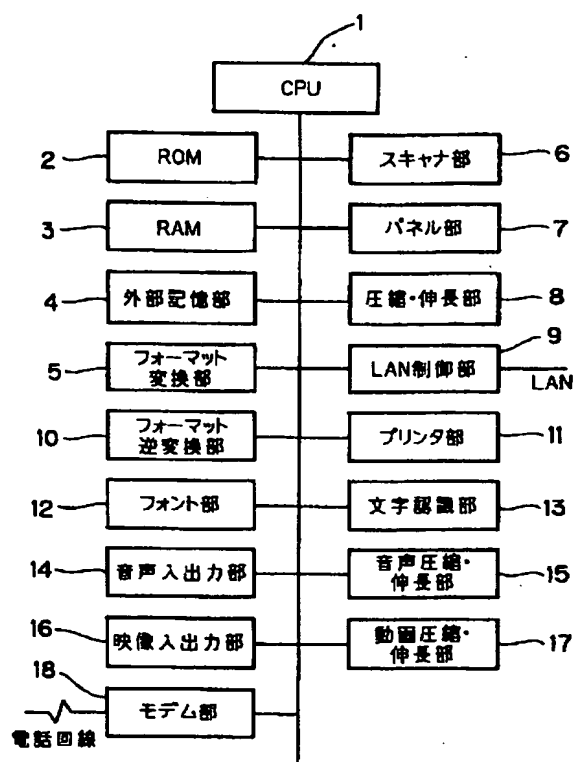 1
CPU
2
ROM
スキャナ部
6
3
RAM
パネル部
7
4
外部記憶部
圧縮・伸長部
8
5
フォーマット
変換部
LAN制御部
9
LAN
10
フォーマット
逆変換部
プリンタ部
11
12
フォント部
文字認識部
13
14
音声入出力部
音声圧縮・
伸長部
15
16
映像入出力部
動画圧縮・
伸長部
17
18
モデム部
電話回線